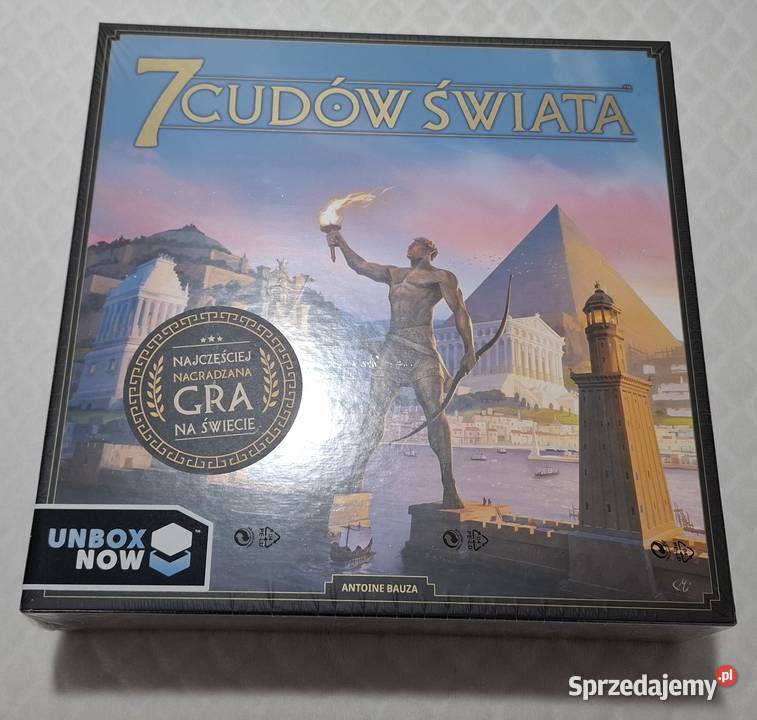 7 CUDÓW ŚWIATA
NAJCZĘŚCIEJ
NAGRADZANA
GRA
NA ŚWIECIE
UNBOX
NOW
ANTOINE BAUZA
Sprzedajemy.pl